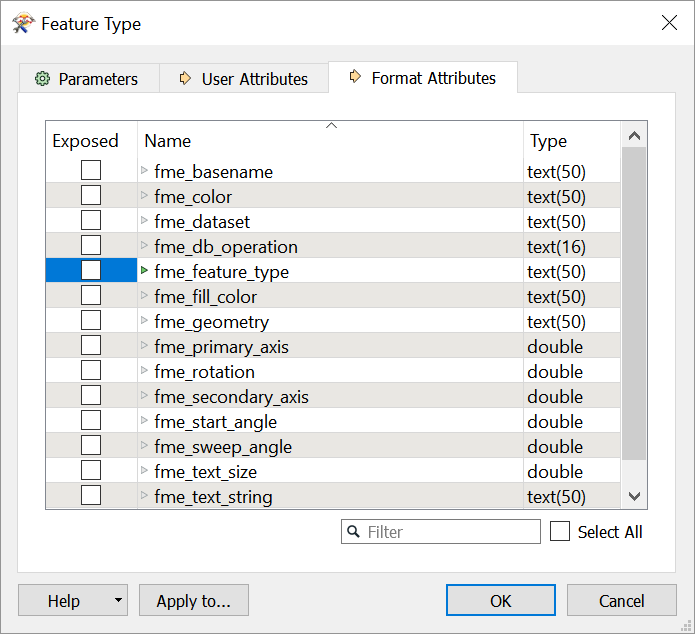 Feature Type
Parameters User Attributes Format Attributes
Exposed Name Type
fme_basename text(50)
fme_color text(50)
fme_dataset text(50)
fme_db_operation text(16)
fme_feature_type text(50)
fme_fill_color text(50)
fme_geometry text(50)
fme_primary_axis double
fme_rotation double
fme_secondary_axis double
fme_start_angle double
fme_sweep_angle double
fme_text_size double
fme_text_string text(50)
Filter Select All
Help Apply to... OK Cancel